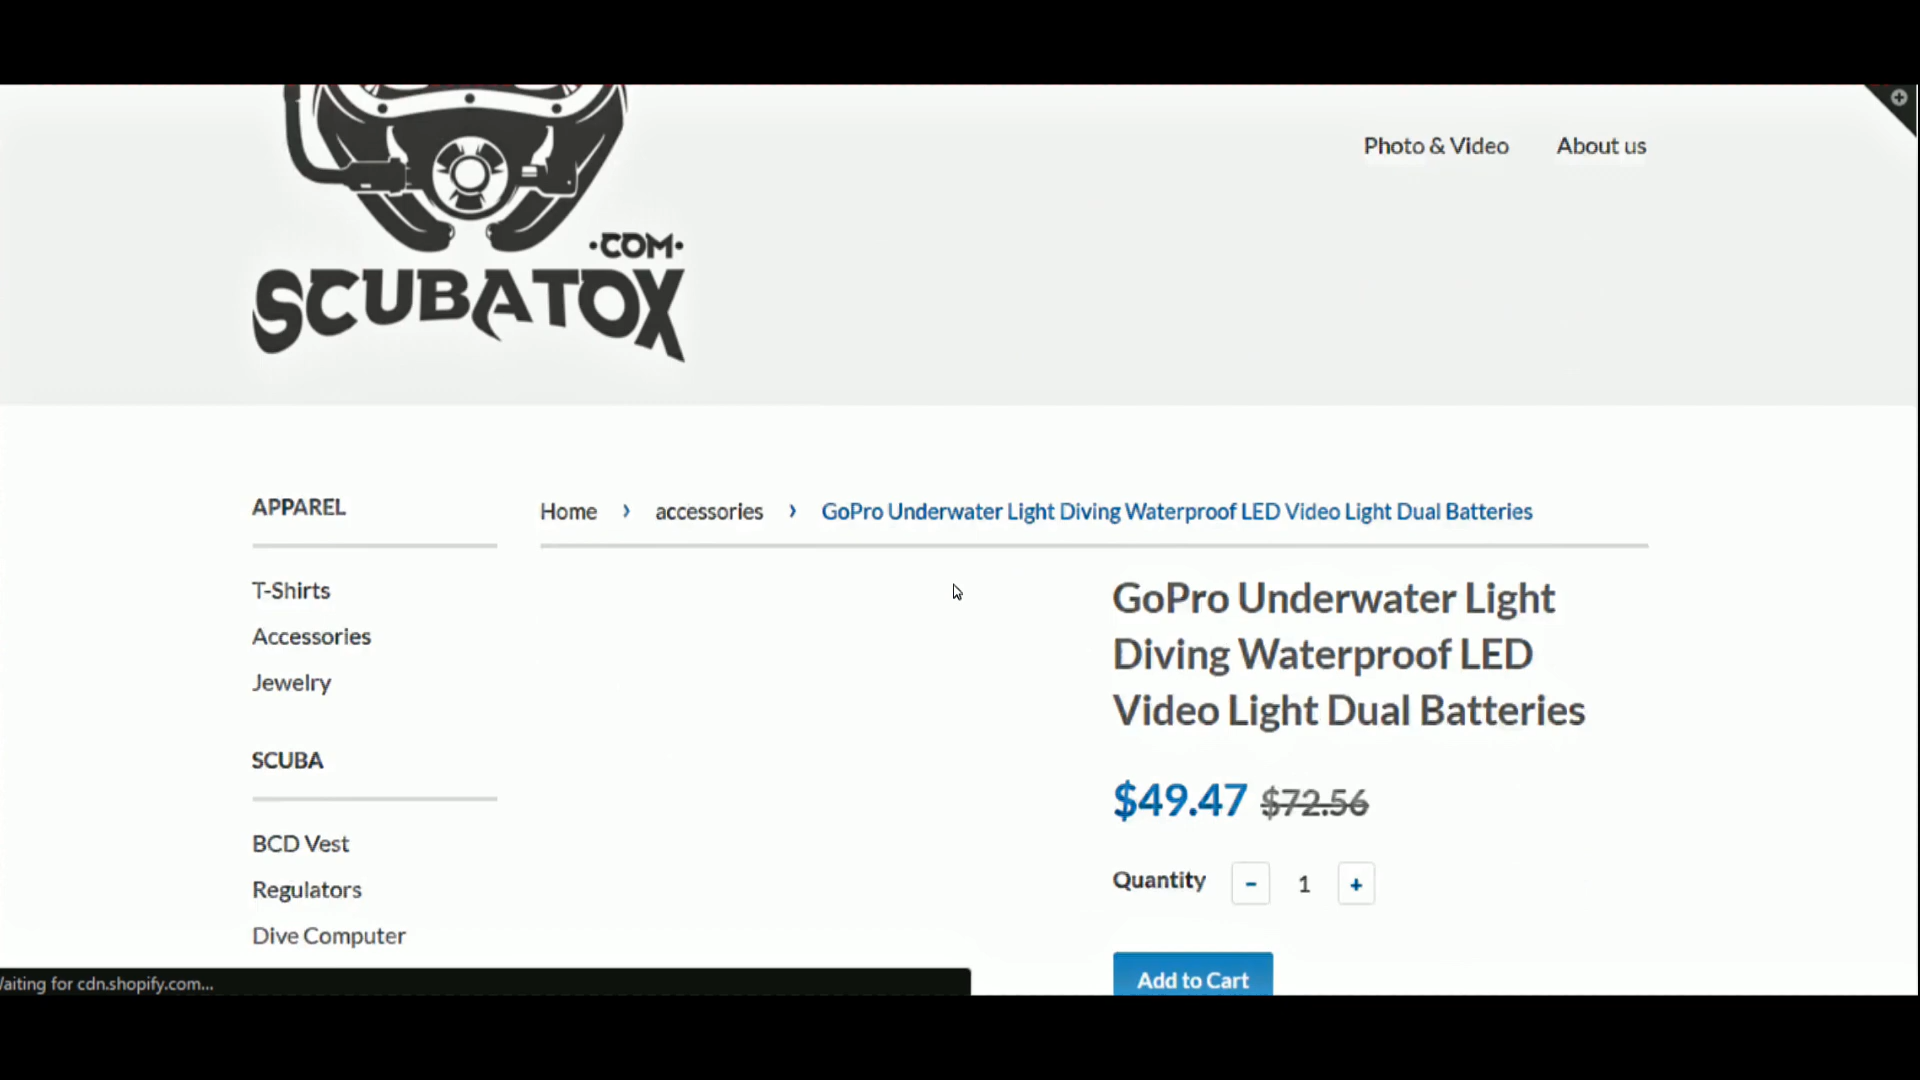 Photo & Video About us
·COM·
SCUBATOX
APPAREL
Home › accessories › GoPro Underwater Light Diving Waterproof LED Video Light Dual Batteries
T-Shirts
Accessories
Jewelry
GoPro Underwater Light
Diving Waterproof LED
Video Light Dual Batteries
SCUBA
$49.47 $72.56
BCD Vest
Quantity - 1 +
Regulators
Dive Computer
Add to Cart
aiting for cdn.shopify.com...